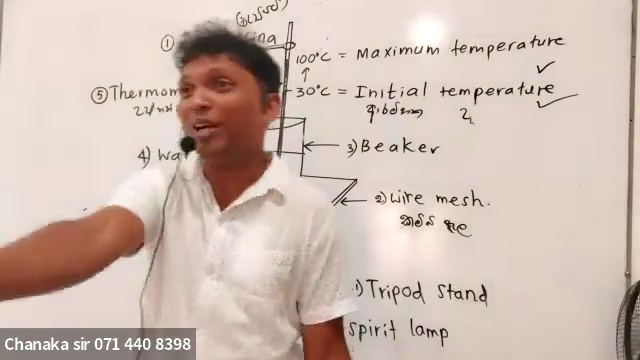 ①
100°C = Maximum temperature
↑
⑤ Thermom
30°C = Initial temperature
4) Wa
3) Beaker
2) Wire mesh.
1) Tripod stand
spirit lamp
Chanaka sir 071 440 8398